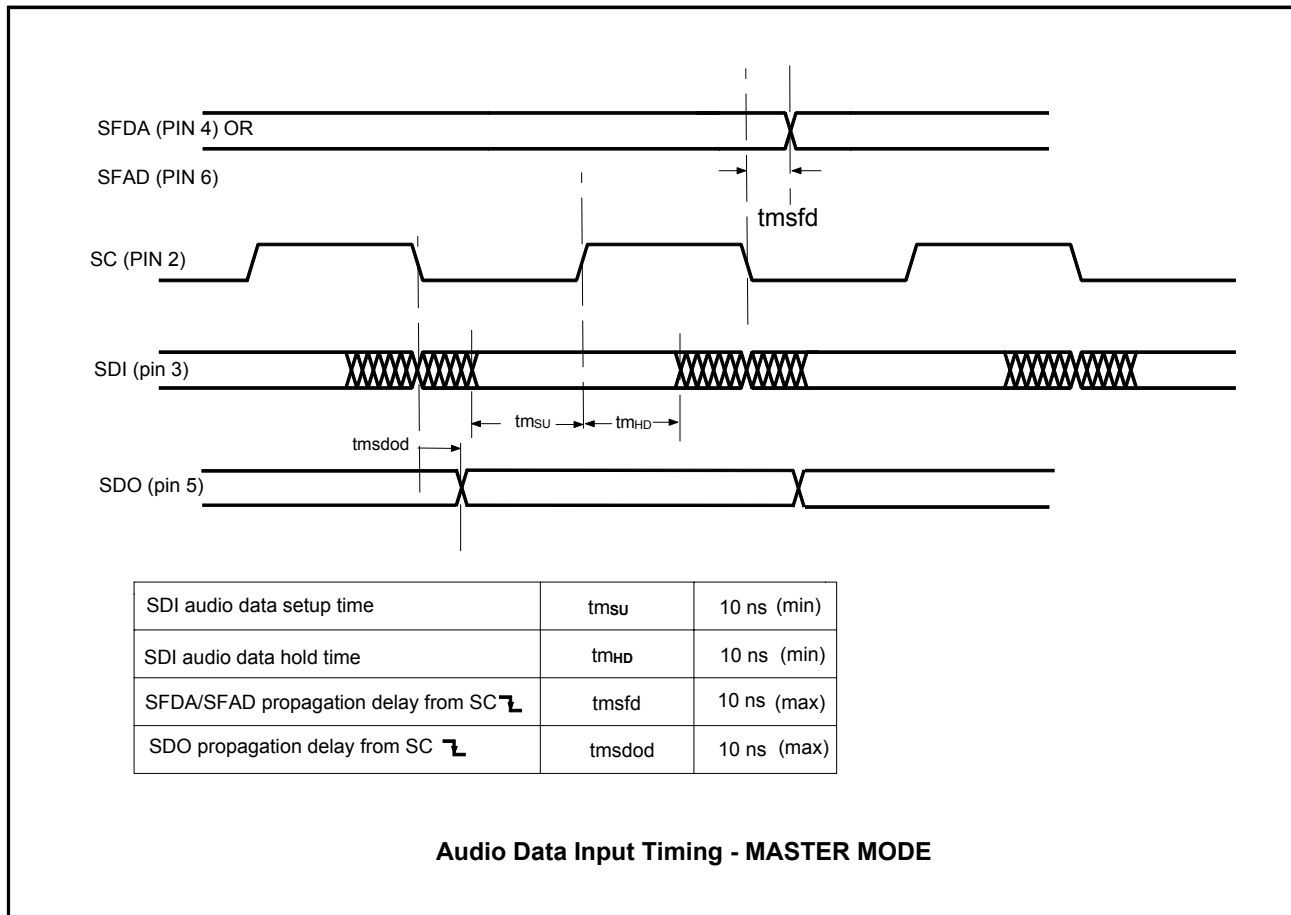 SFDA (PIN 4) OR
SFAD (PIN 6)
tmsfd
SC (PIN 2)
SDI (pin 3)
tmSU
tmHD
tmsdod
SDO (pin 5)
SDI audio data setup time tmSU 10 ns (min)
SDI audio data hold time tmHD 10 ns (min)
SFDA/SFAD propagation delay from SC tmsfd 10 ns (max)
SDO propagation delay from SC tmsdod 10 ns (max)
Audio Data Input Timing - MASTER MODE